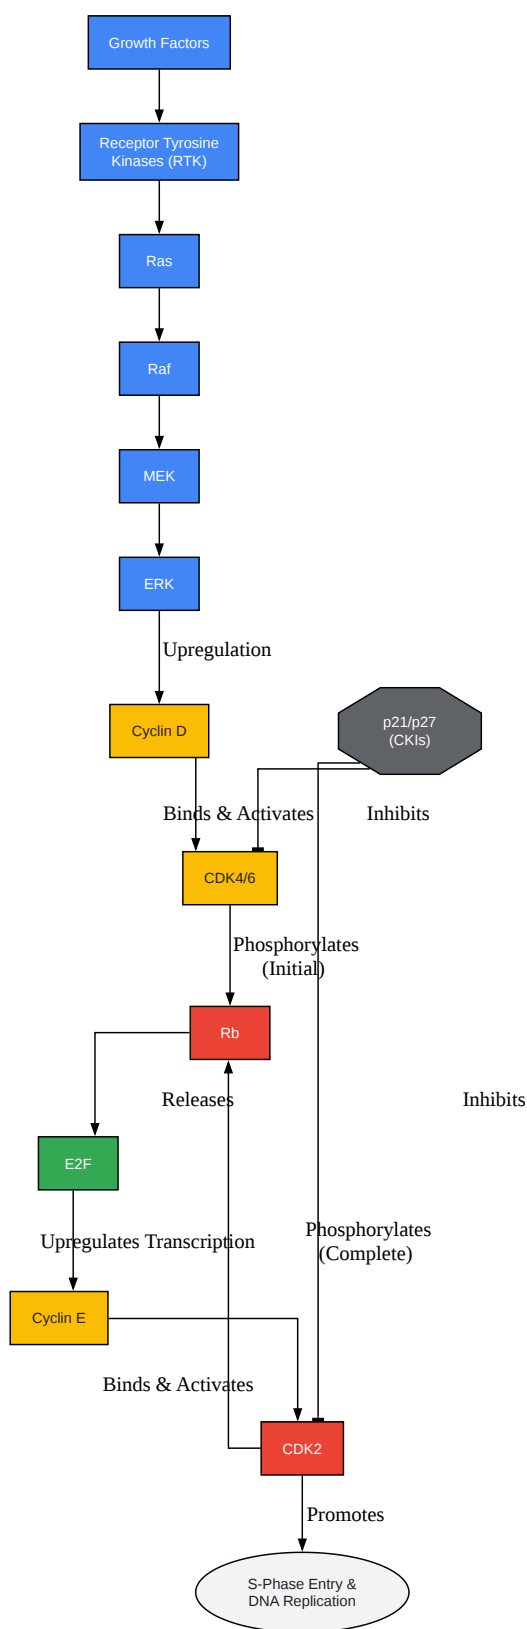 Growth Factors
Receptor Tyrosine
Kinases (RTK)
Ras
Raf
MEK
ERK
Upregulation
Cyclin D
p21/p27
(CKIs)
Binds & Activates
Inhibits
CDK4/6
Phosphorylates
(Initial)
Rb
Releases
Inhibits
E2F
Upregulates Transcription
Phosphorylates
(Complete)
Cyclin E
Binds & Activates
CDK2
Promotes
S-Phase Entry &
DNA Replication